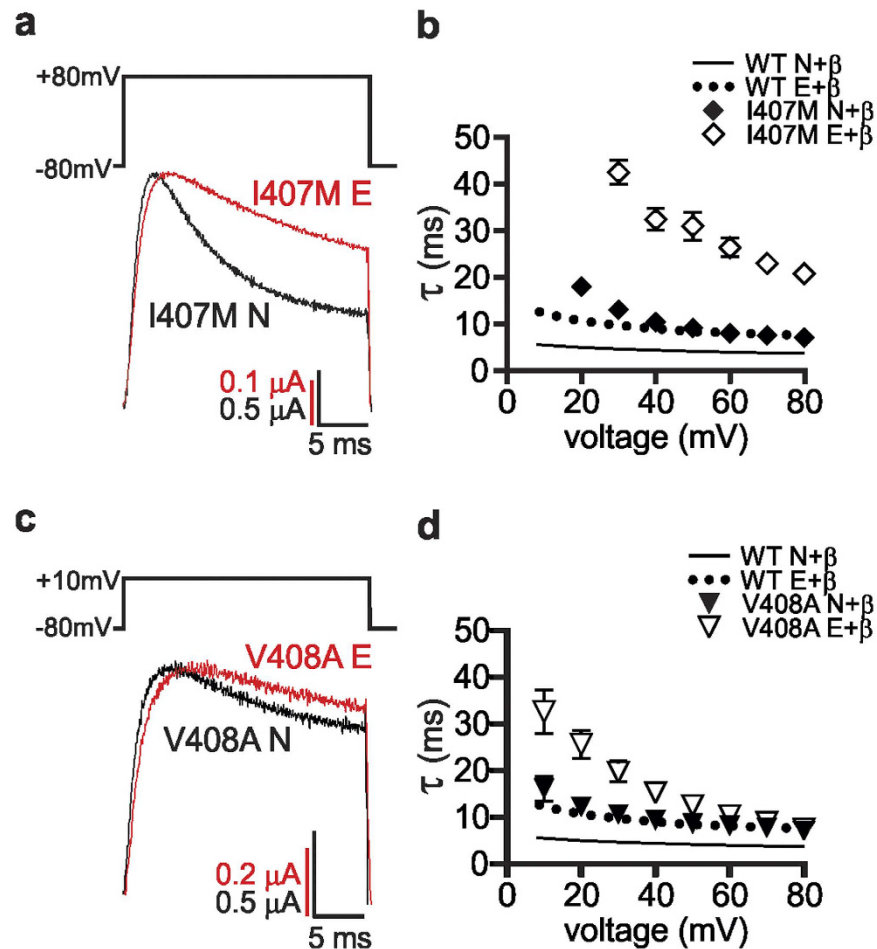 a
+80mV
-80mV
I407M E
I407M N
0.1 μA
0.5 μA
5 ms
b
WT N+β
WT E+β
I407M N+β
I407M E+β
50
40
30
20
10
0
τ (ms)
0 20 40 60 80
voltage (mV)
c
+10mV
-80mV
V408A E
V408A N
0.2 μA
0.5 μA
5 ms
d
WT N+β
WT E+β
V408A N+β
V408A E+β
50
40
30
20
10
0
τ (ms)
0 20 40 60 80
voltage (mV)